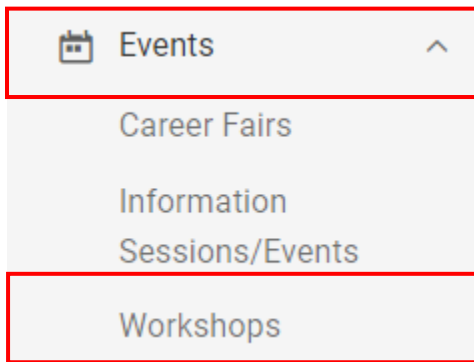 Events
Career Fairs
Information
Sessions/Events
Workshops